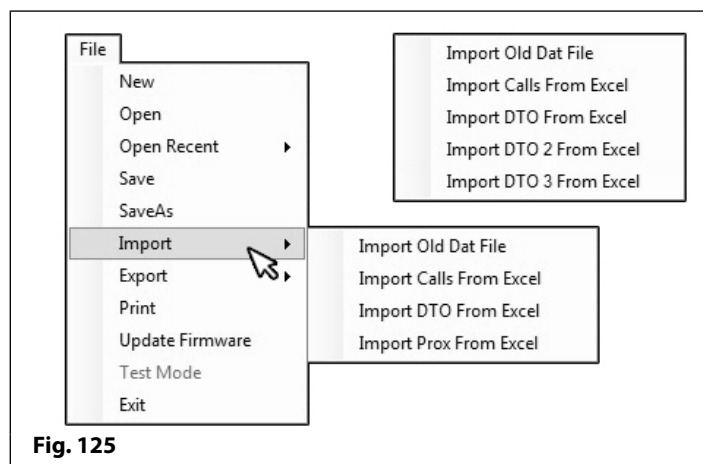 File
New
Open
Open Recent
Save
SaveAs
Import
Export
Print
Update Firmware
Test Mode
Exit
Import Old Dat File
Import Calls From Excel
Import DTO From Excel
Import Prox From Excel
Import Old Dat File
Import Calls From Excel
Import DTO From Excel
Import DTO 2 From Excel
Import DTO 3 From Excel
Fig. 125